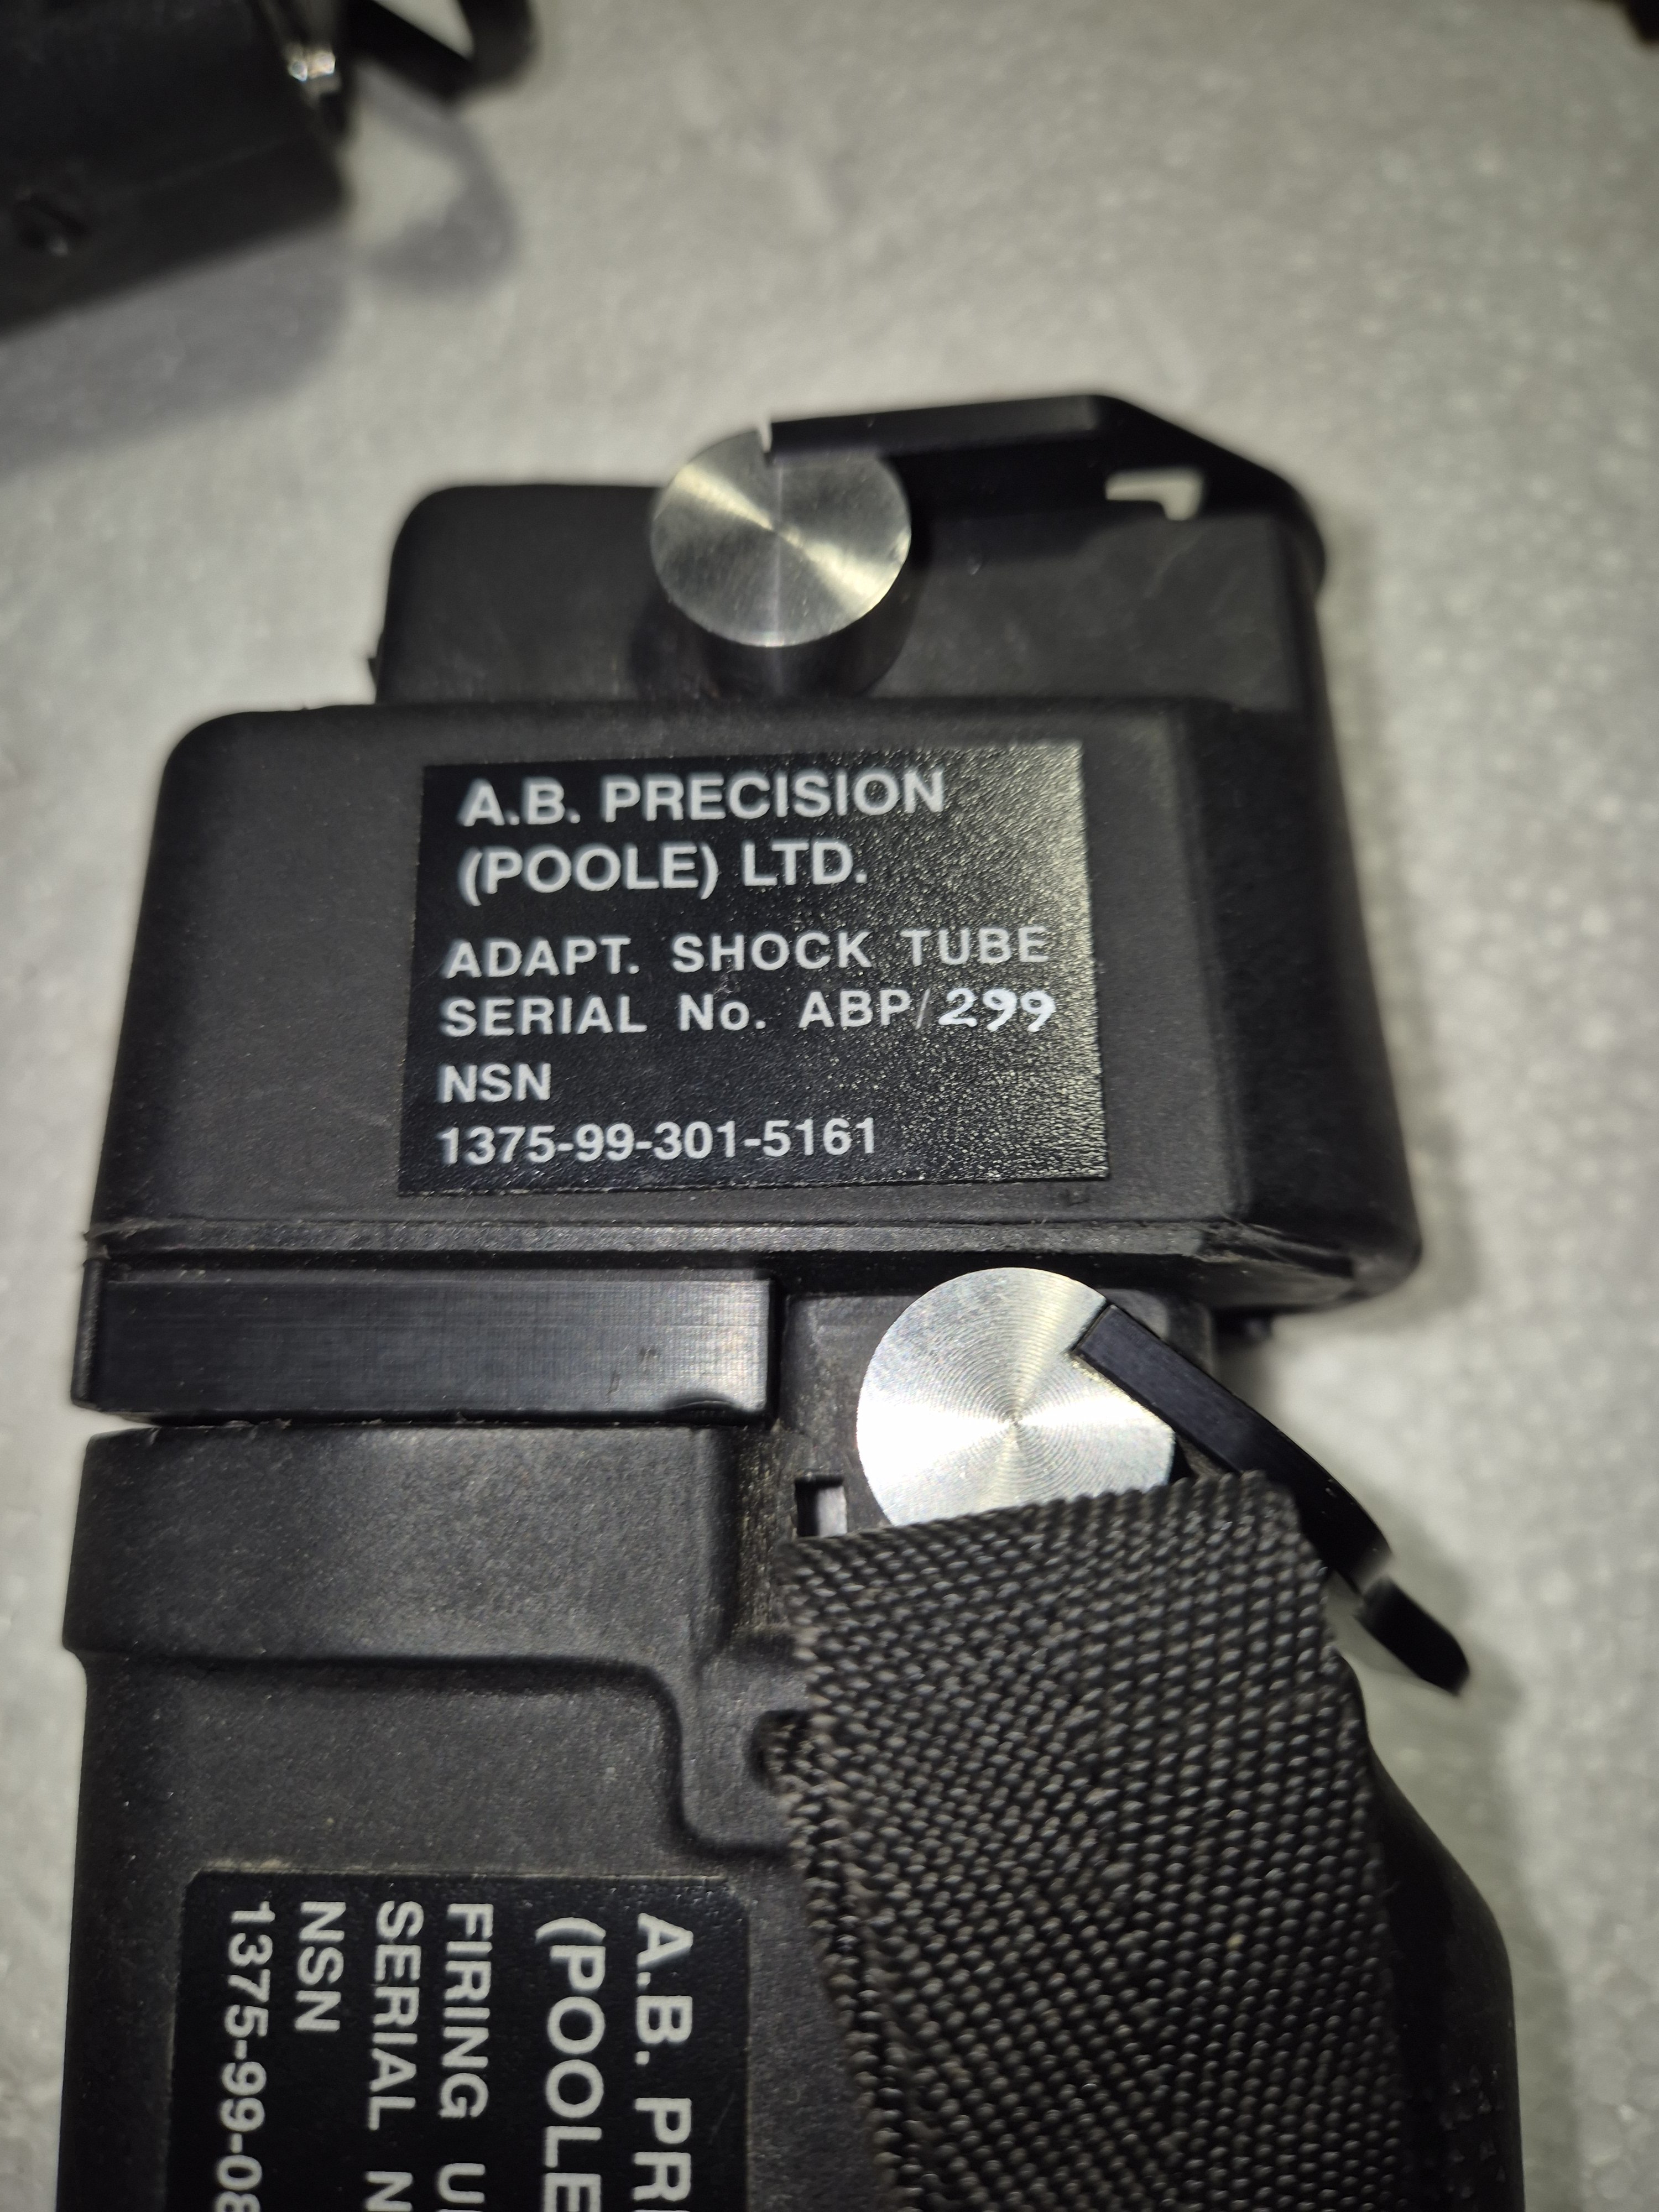 A.B. PRECISION
(POOLE) LTD.
ADAPT. SHOCK TUBE
SERIAL No. ABP/299
NSN
1375-99-301-5161
A.B. PR
(POOLE
FIRING U
SERIAL N
NSN
1375-99-08